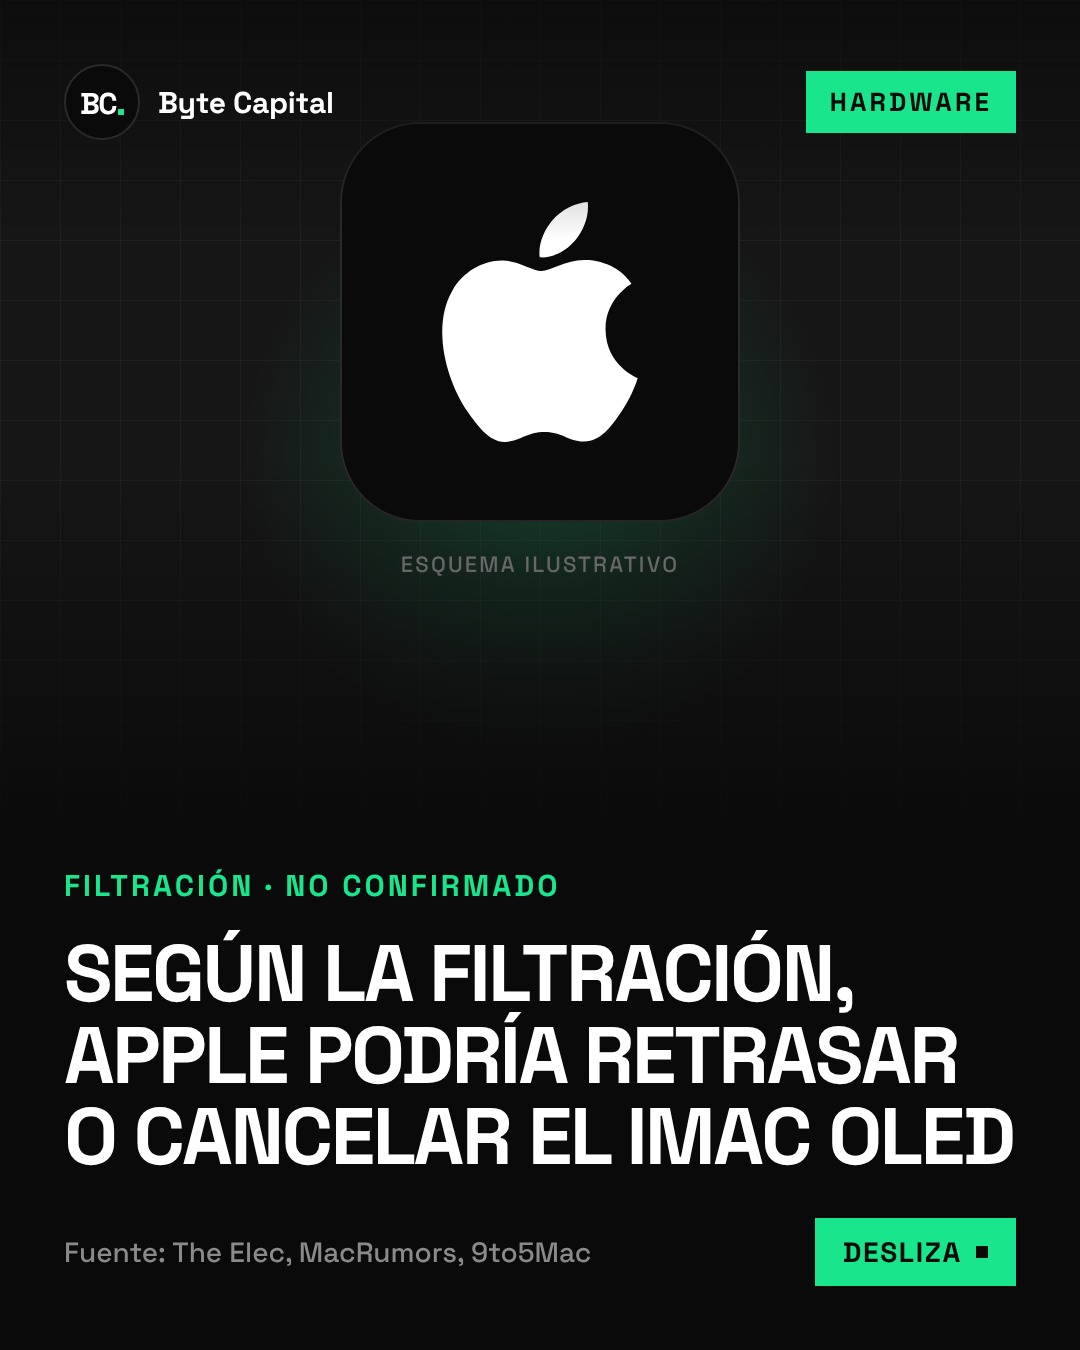 BC.
Byte Capital
HARDWARE
ESQUEMA ILUSTRATIVO
FILTRACIÓN · NO CONFIRMADO
SEGÚN LA FILTRACIÓN,
APPLE PODRÍA RETRASAR
O CANCELAR EL IMAC OLED
Fuente: The Elec, MacRumors, 9to5Mac
DESLIZA